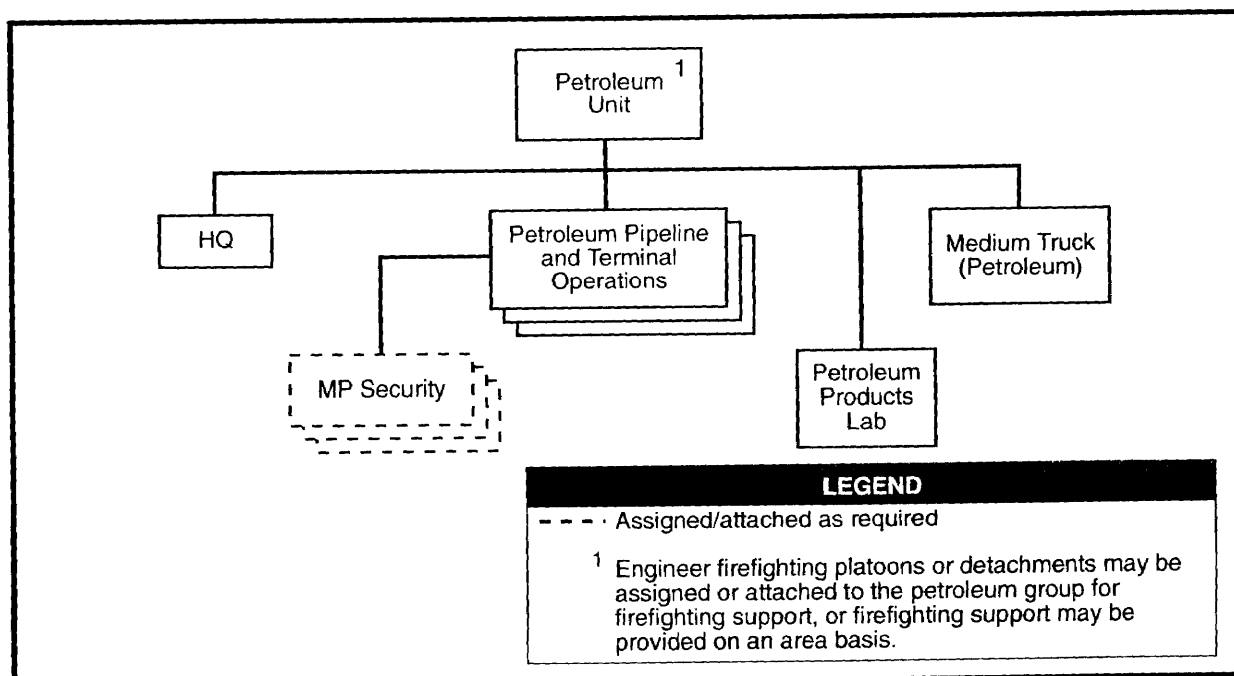 Petroleum 1
Unit
HQ
Petroleum Pipeline
and Terminal
Operations
Medium Truck
(Petroleum)
MP Security
Petroleum
Products
Lab
LEGEND
Assigned/attached as required
1 Engineer firefighting platoons or detachments may be
assigned or attached to the petroleum group for
firefighting support, or firefighting support may be
provided on an area basis.